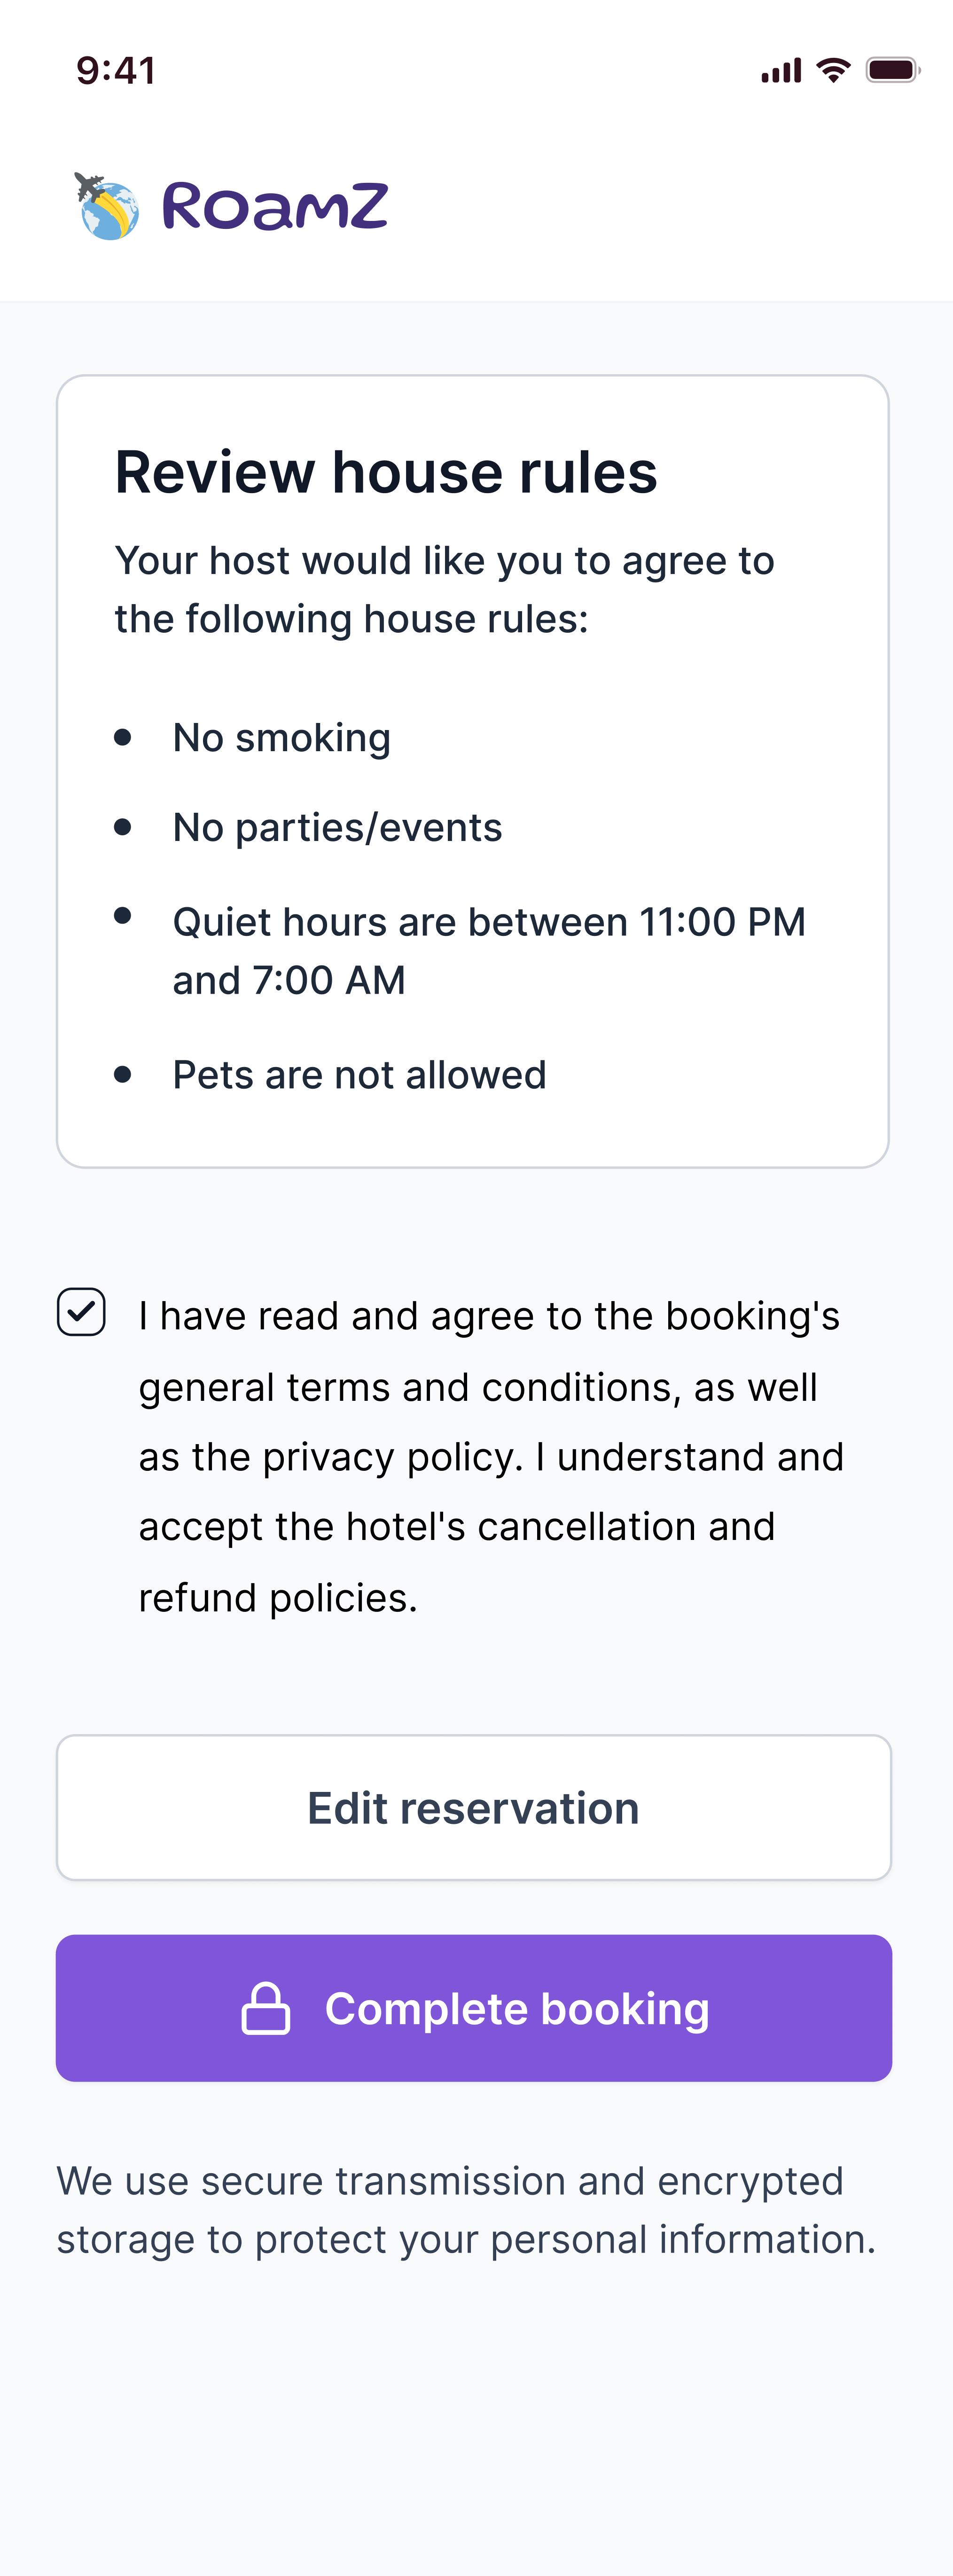 9:41
RoamZ
Review house rules
Your host would like you to agree to
the following house rules:
No smoking
No parties/events
Quiet hours are between 11:00 PM
and 7:00 AM
Pets are not allowed
I have read and agree to the booking's
general terms and conditions, as well
as the privacy policy. I understand and
accept the hotel's cancellation and
refund policies.
Edit reservation
Complete booking
We use secure transmission and encrypted
storage to protect your personal information.